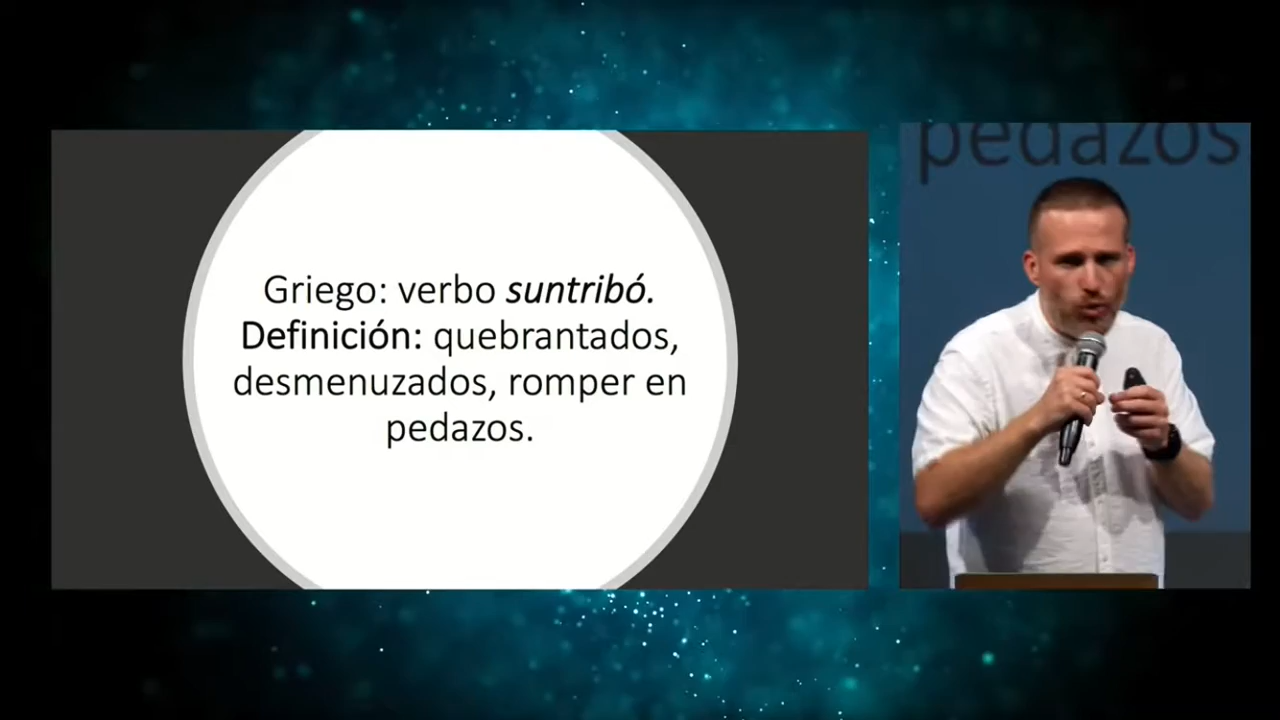 Griego: verbo suntribó.
Definición: quebrantados,
desmenuzados, romper en
pedazos.
pedazos